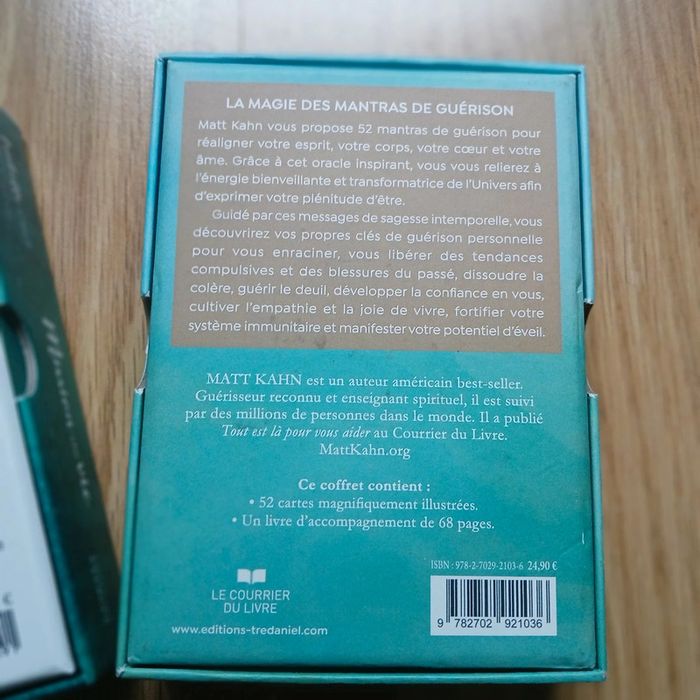 LA MAGIE DES MANTRAS DE GUÉRISON
Matt Kahn vous propose 52 mantras de guérison pour
réaligner votre esprit, votre corps, votre cœur et votre
âme. Grâce à cet oracle inspirant, vous vous relierez à
l'énergie bienveillante et transformatrice de l'Univers afin
d'exprimer votre plénitude d'être.
Guidé par ces messages de sagesse intemporelle, vous
découvrirez vos propres clés de guérison personnelle
pour vous enraciner, vous libérer des tendances
compulsives et des blessures du passé, dissoudre la
colère, guérir le deuil, développer la confiance en vous,
cultiver l'empathie et la joie de vivre, fortifier votre
système immunitaire et manifester votre potentiel d'éveil.
MATT KAHN est un auteur américain best-seller.
Guérisseur reconnu et enseignant spirituel, il est suivi
par des millions de personnes dans le monde. Il a publié
Tout est là pour vous aider au Courrier du Livre.
MattKahn.org
Ce coffret contient :
• 52 cartes magnifiquement illustrées.
• Un livre d'accompagnement de 68 pages.
ISBN : 978-2-7029-2103-6 24,90 €
9 782702 921036
LE COURRIER
DU LIVRE
www.editions-tredaniel.com
€